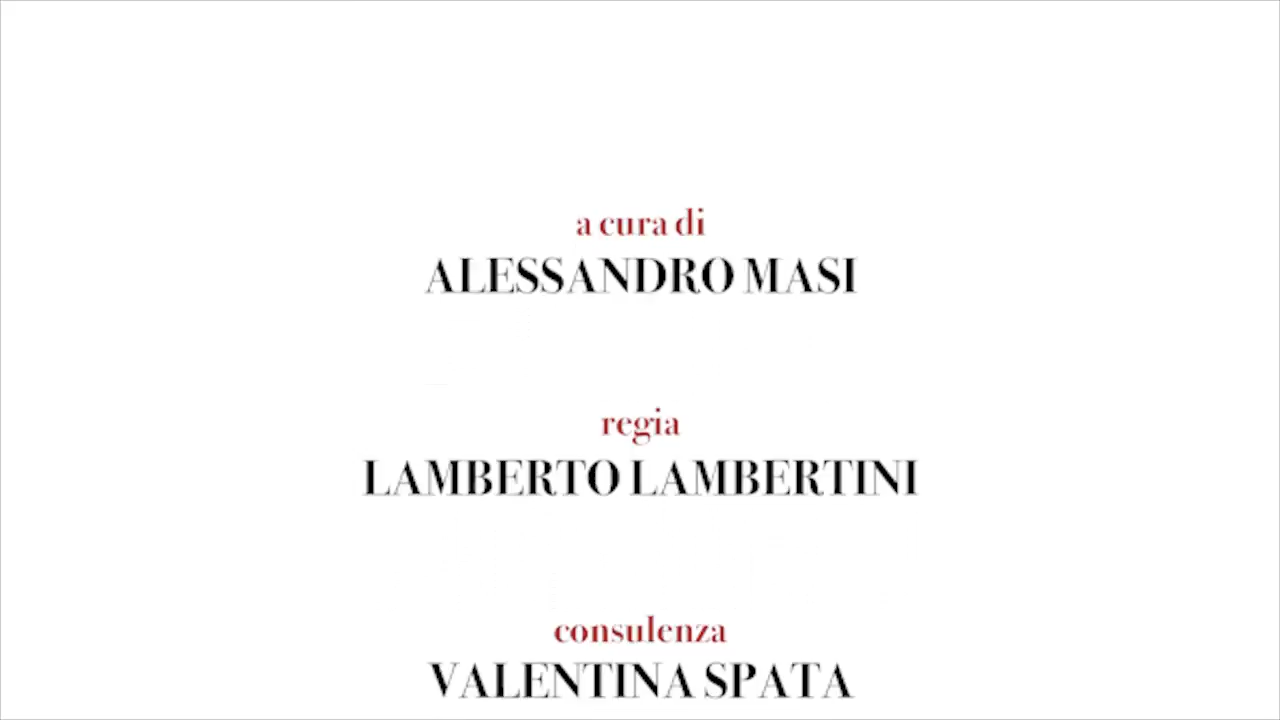 a cura di
ALESSANDRO MASI
regia
LAMBERTO LAMBERTINI
consulenza
VALENTINA SPATA